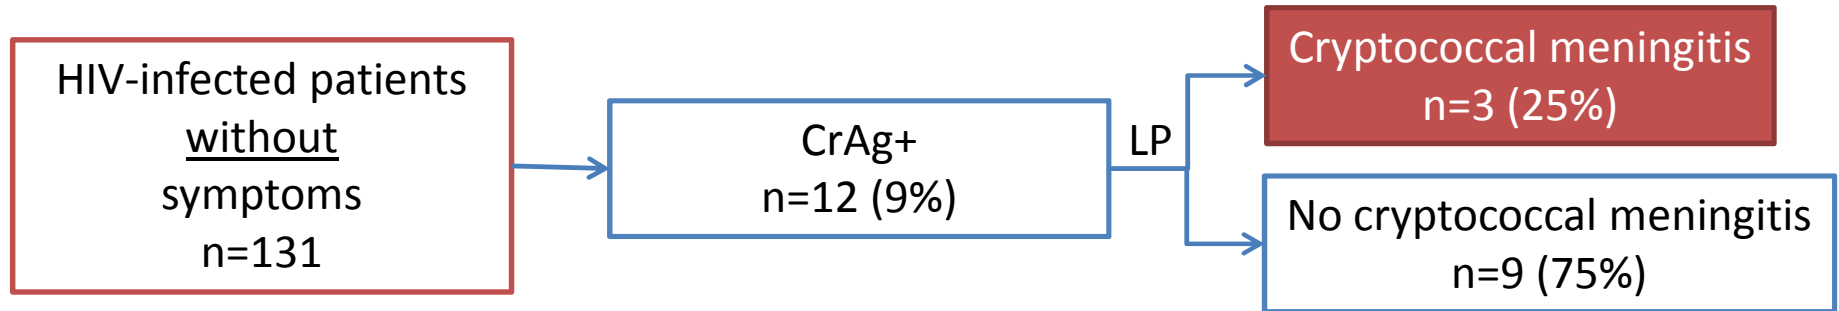 HIV-infected patients
without
symptoms
n=131
CrAg+
n=12 (9%)
LP
Cryptococcal meningitis
n=3 (25%)
No cryptococcal meningitis
n=9 (75%)